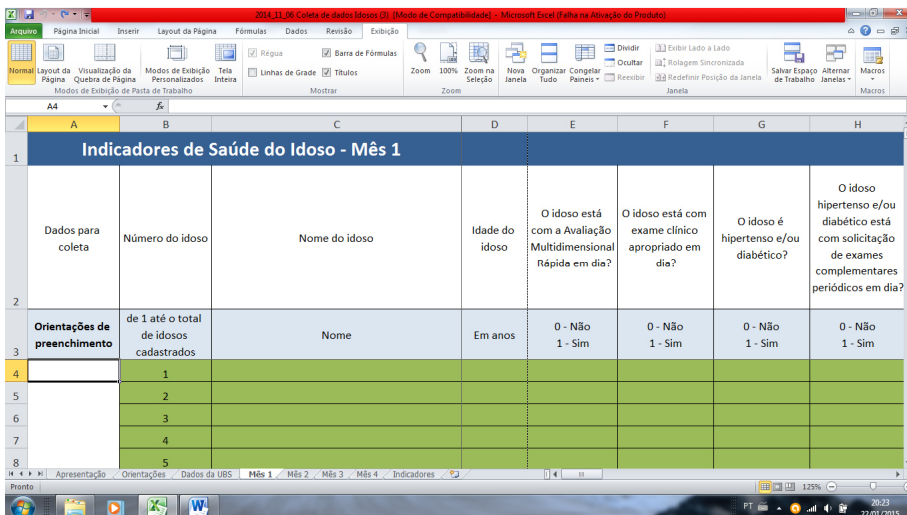 2014_11_06 Coleta de dados Idosos (3) [Modo de Compatibilidade] - Microsoft Excel (Falha na Ativação do Produto)
Arquivo Página Inicial Inserir Layout da Página Fórmulas Dados Revisão Exibição
Normal Layout da Página Visualização da Quebra de Página Modos de Exibição Personalizados Tela Inteira
Modos de Exibição de Pasta de Trabalho
Régua Barra de Fórmulas
Linhas de Grade Títulos
Mostrar
Zoom 100% Zoom na Seleção
Zoom
Nova Janela Organizar Tudo Congelar Painéis
Dividir Exibir Lado a Lado
Ocultar Rolagem Sincronizada
Reexibir Redefinir Posição da Janela
Salvar Espaço de Trabalho Alternar Janelas
Janela
Macros
Macros
A4 fx
A B C D E F G H
1 Indicadores de Saúde do Idoso - Mês 1
2
Dados para
coleta
Número do idoso
Nome do idoso
Idade do
idoso
O idoso está
com a Avaliação
Multidimensional
Rápida em dia?
O idoso está com
exame clínico
apropriado em
dia?
O idoso é
hipertenso e/ou
diabético?
O idoso
hipertenso e/ou
diabético está
com solicitação
de exames
complementares
periódicos em dia?
3
Orientações de
preenchimento
de 1 até o total
de idosos
cadastrados
Nome
Em anos
0 - Não
1 - Sim
0 - Não
1 - Sim
0 - Não
1 - Sim
0 - Não
1 - Sim
4 1
5 2
6 3
7 4
8 5
Apresentação Orientações Dados da UBS Mês 1 Mês 2 Mês 3 Mês 4 Indicadores
Pronto 125%
PT 20:23
22/01/2015